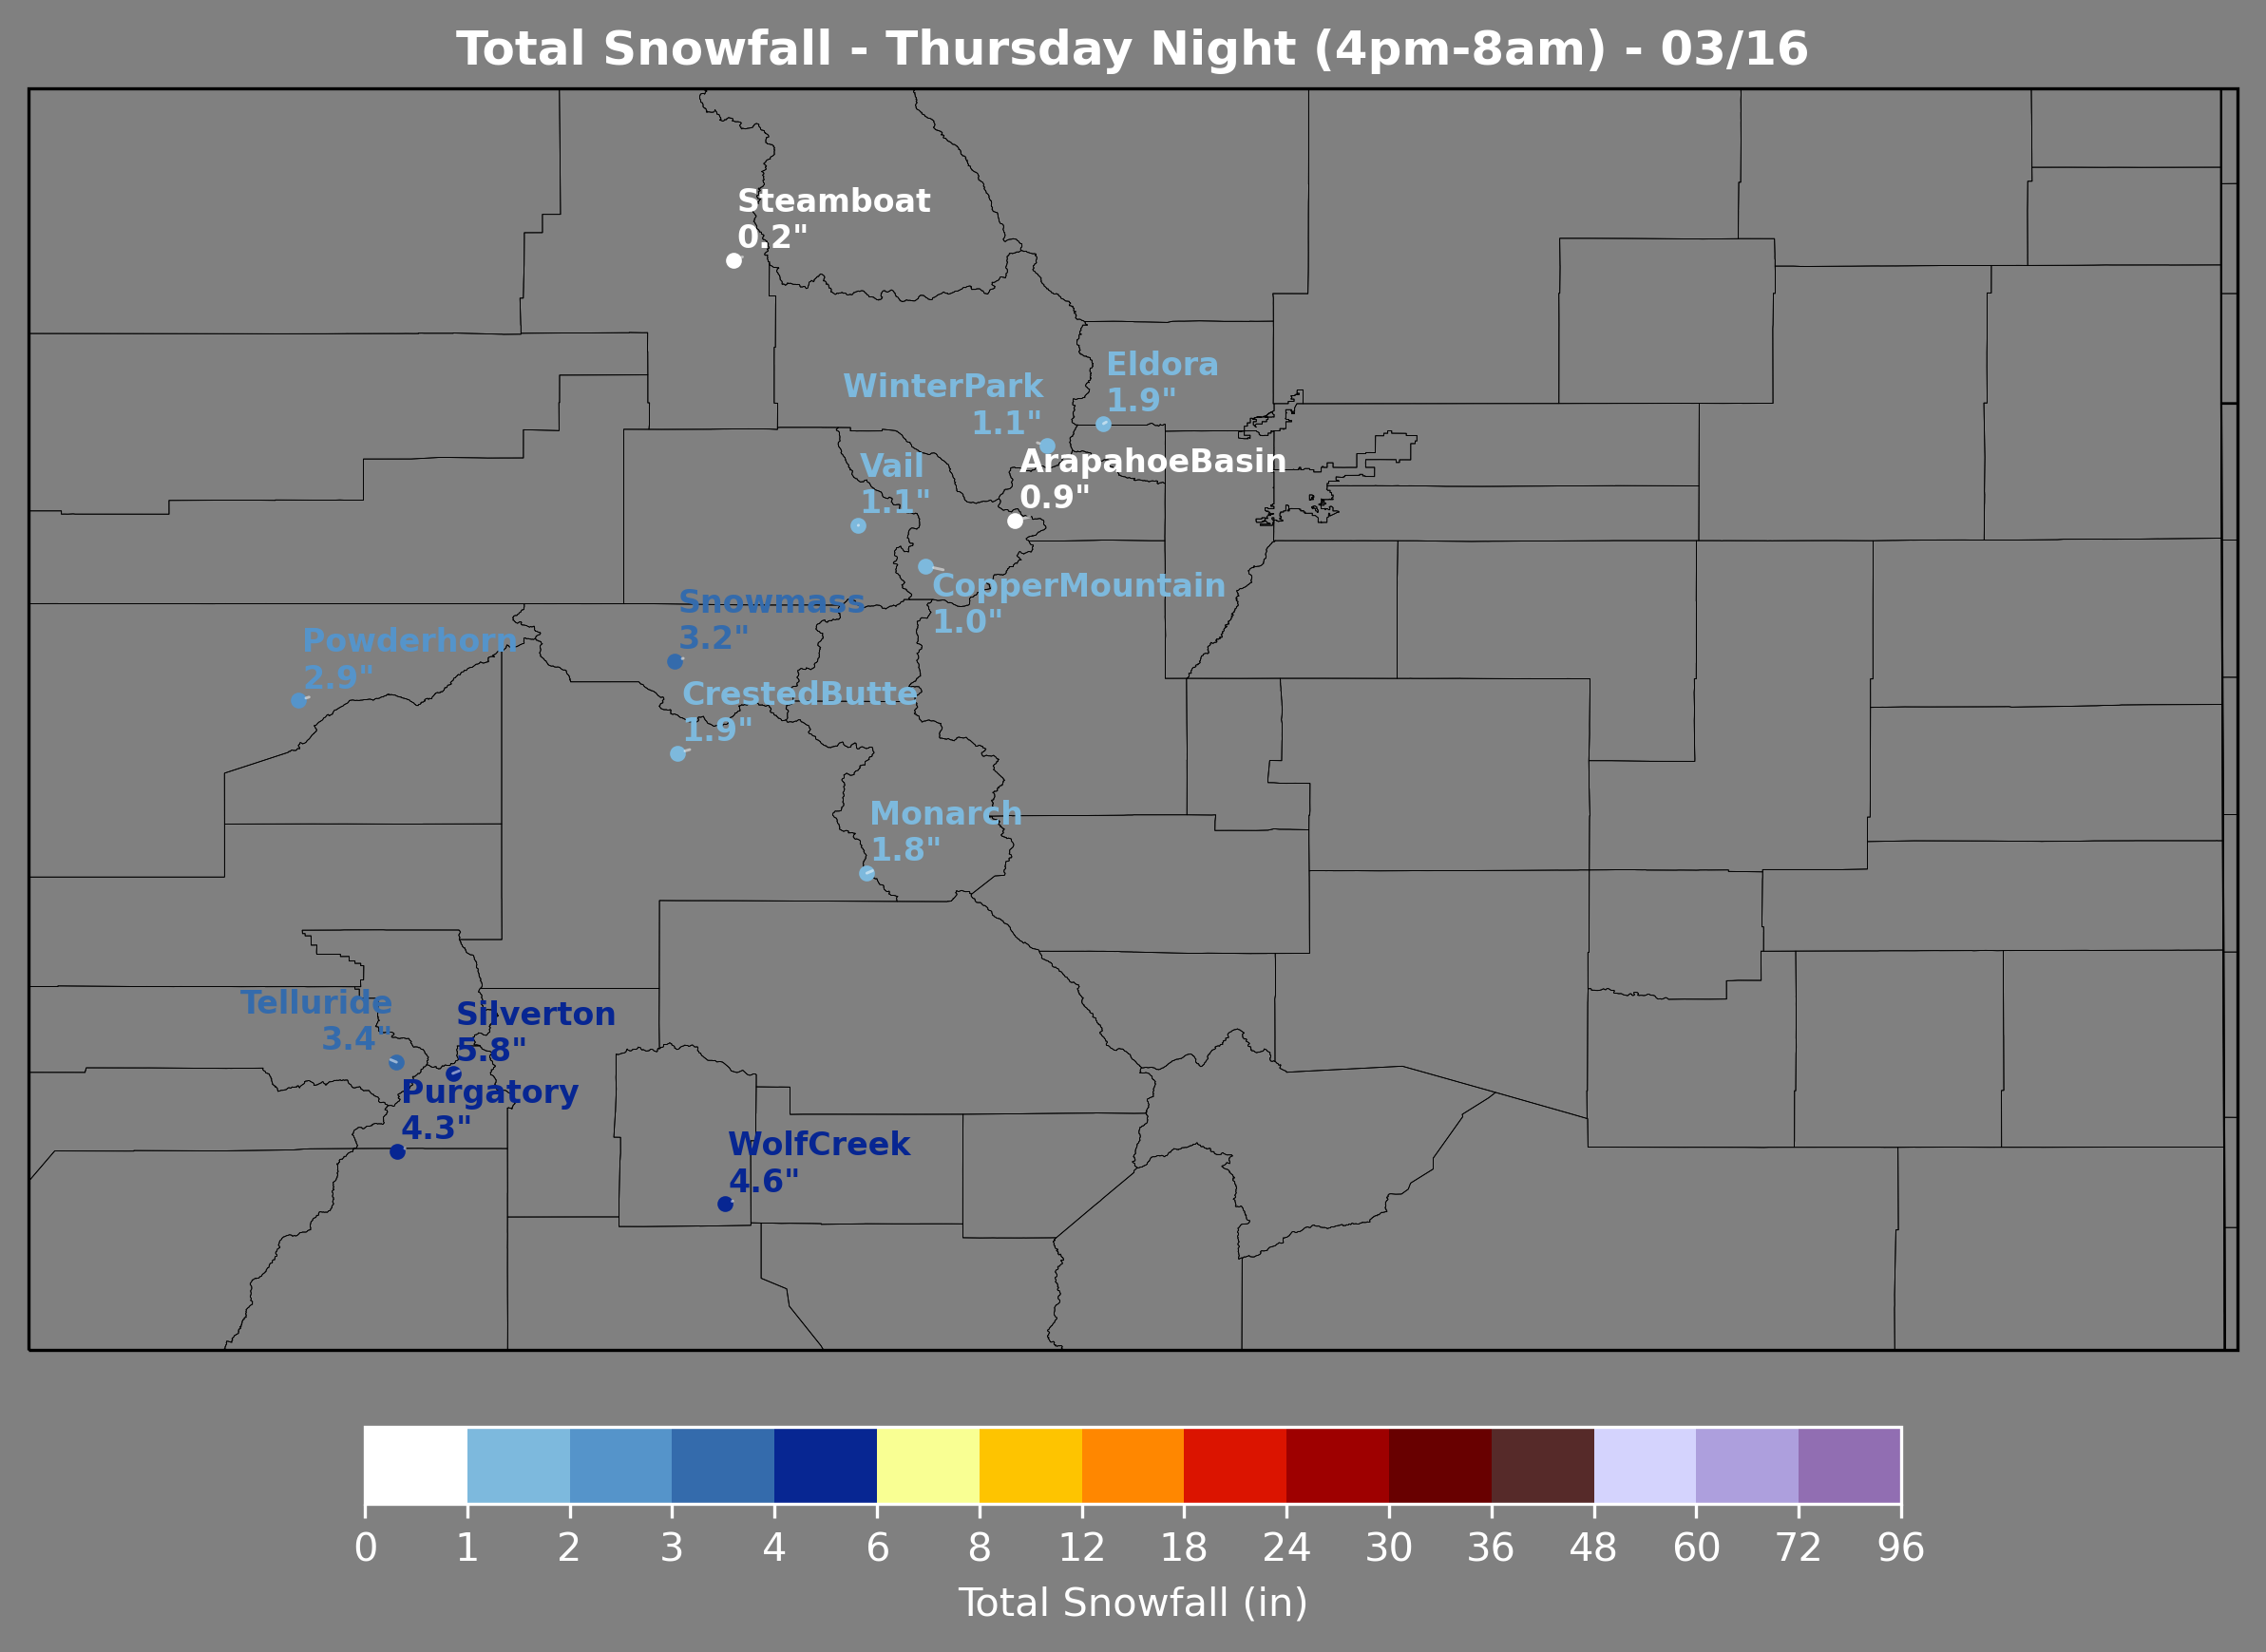 Total Snowfall - Thursday Night (4pm-8am) - 03/16
Steamboat
0.2"
Eldora
1.9"
WinterPark
1.1"
ArapahoeBasin
0.9"
Vail
1.1"
CopperMountain
1.0"
Snowmass
3.2"
Powderhorn
2.9"
CrestedButte
1.9"
Monarch
1.8"
Telluride
3.4"
Silverton
5.8"
Purgatory
4.3"
WolfCreek
4.6"
0 1 2 3 4 6 8 12 18 24 30 36 48 60 72 96
Total Snowfall (in)